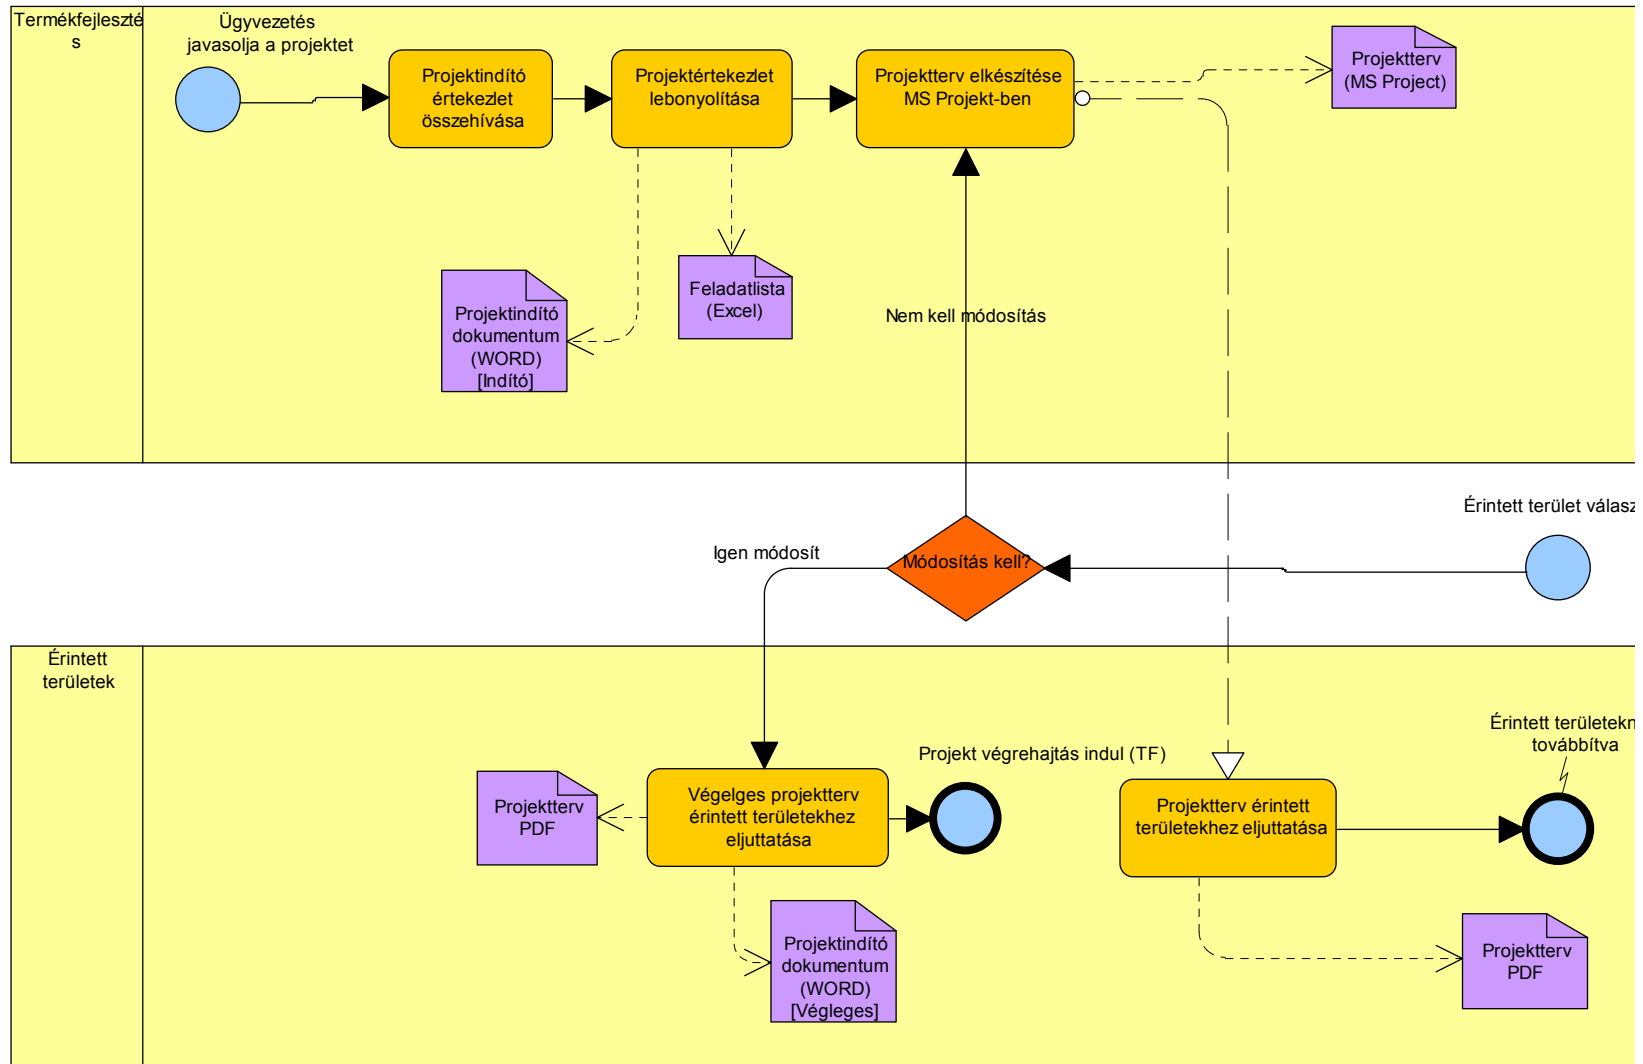 Termékfejleszté
s
Ügyvezetés
javasolja a projektet
Projektindító
értekezlet
összehívása
Projektértekezlet
lebonyolítása
Projektterv elkészítése
MS Projekt-ben
Projektterv
(MS Project)
Projektindító
dokumentum
(WORD)
[Indító]
Feladatlista
(Excel)
Nem kell módosítás
Érintett terület válasz
Igen módosít
Módosítás kell?
Érintett
területek
Projektterv
PDF
Végelges projektterv
érintett területekhez
eljuttatása
Projekt végrehajtás indul (TF)
Projektterv érintett
területekhez eljuttatása
Érintett területekn
továbbítva
Projektindító
dokumentum
(WORD)
[Végleges]
Projektterv
PDF